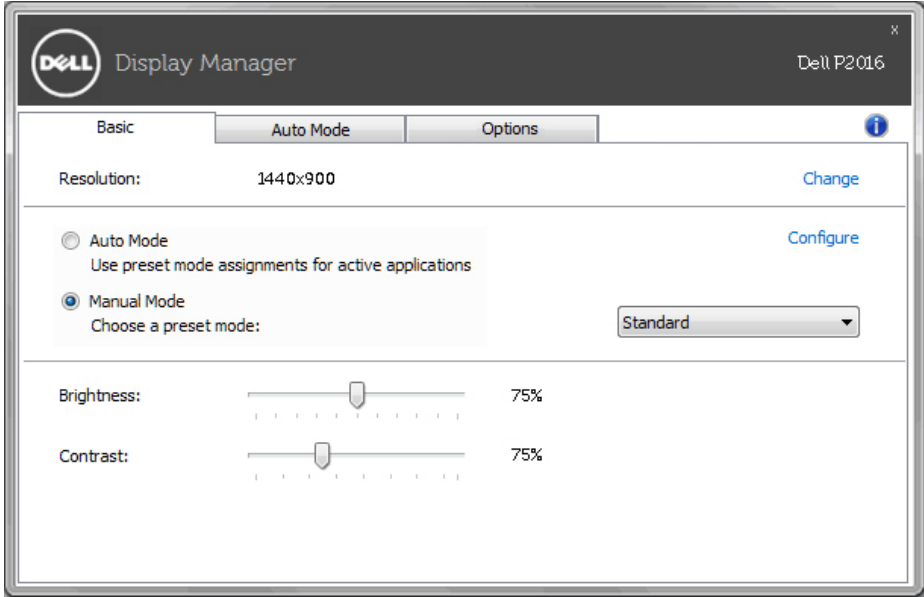 x
DELL Display Manager
Dell P2016
Basic Auto Mode Options i
Resolution: 1440x900 Change
Auto Mode Configure
Use preset mode assignments for active applications
Manual Mode
Choose a preset mode: Standard
Brightness: 75%
Contrast: 75%